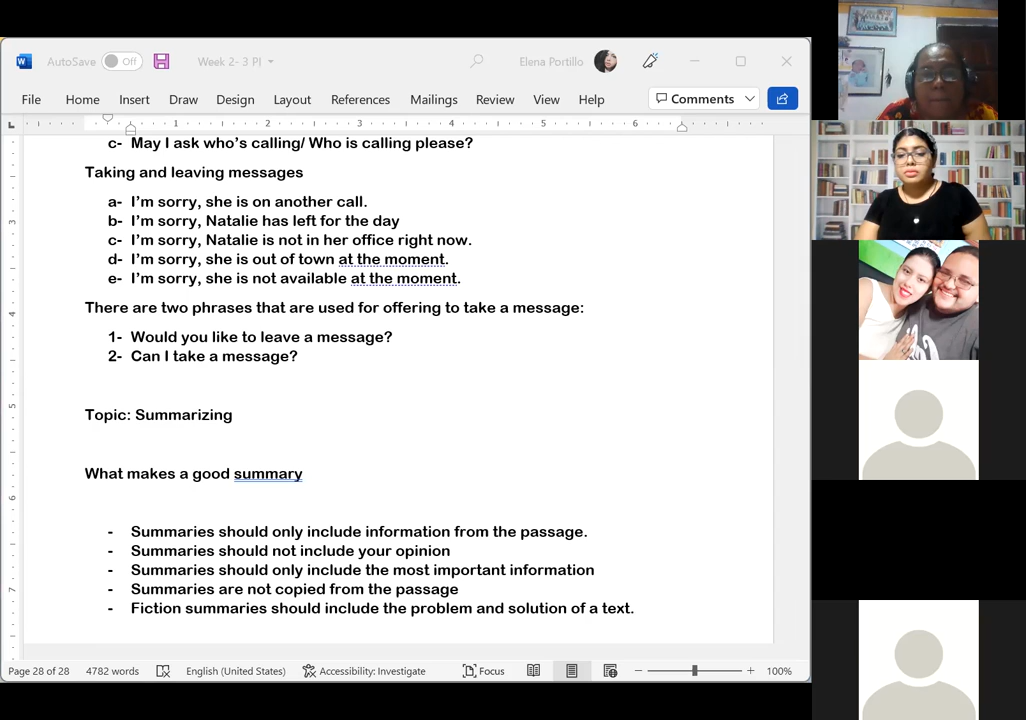 AutoSave Off Week 2- 3 PI Elena Portillo
File Home Insert Draw Design Layout References Mailings Review View Help Comments
1 2 3 4 5 6
c- May I ask who's calling/ Who is calling please?
Taking and leaving messages
a- I'm sorry, she is on another call.
b- I'm sorry, Natalie has left for the day
c- I'm sorry, Natalie is not in her office right now.
d- I'm sorry, she is out of town at the moment.
e- I'm sorry, she is not available at the moment.
There are two phrases that are used for offering to take a message:
1- Would you like to leave a message?
2- Can I take a message?
Topic: Summarizing
What makes a good summary
- Summaries should only include information from the passage.
- Summaries should not include your opinion
- Summaries should only include the most important information
- Summaries are not copied from the passage
- Fiction summaries should include the problem and solution of a text.
Page 28 of 28 4782 words English (United States) Accessibility: Investigate Focus 100%